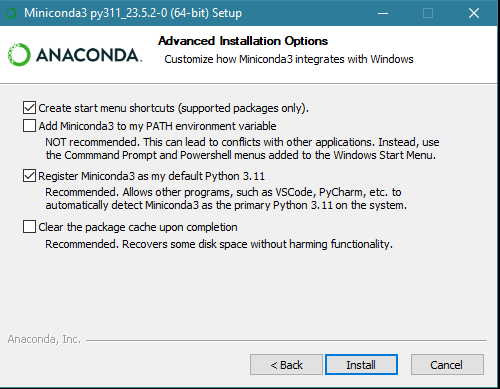 Miniconda3 py311_23.5.2-0 (64-bit) Setup
ANACONDA.
Advanced Installation Options
Customize how Miniconda3 integrates with Windows
Create start menu shortcuts (supported packages only).
Add Miniconda3 to my PATH environment variable
NOT recommended. This can lead to conflicts with other applications. Instead, use
the Commmand Prompt and Powershell menus added to the Windows Start Menu.
Register Miniconda3 as my default Python 3.11
Recommended. Allows other programs, such as VSCode, PyCharm, etc. to
automatically detect Miniconda3 as the primary Python 3.11 on the system.
Clear the package cache upon completion
Recommended. Recovers some disk space without harming functionality.
Anaconda, Inc.
< Back
Install
Cancel